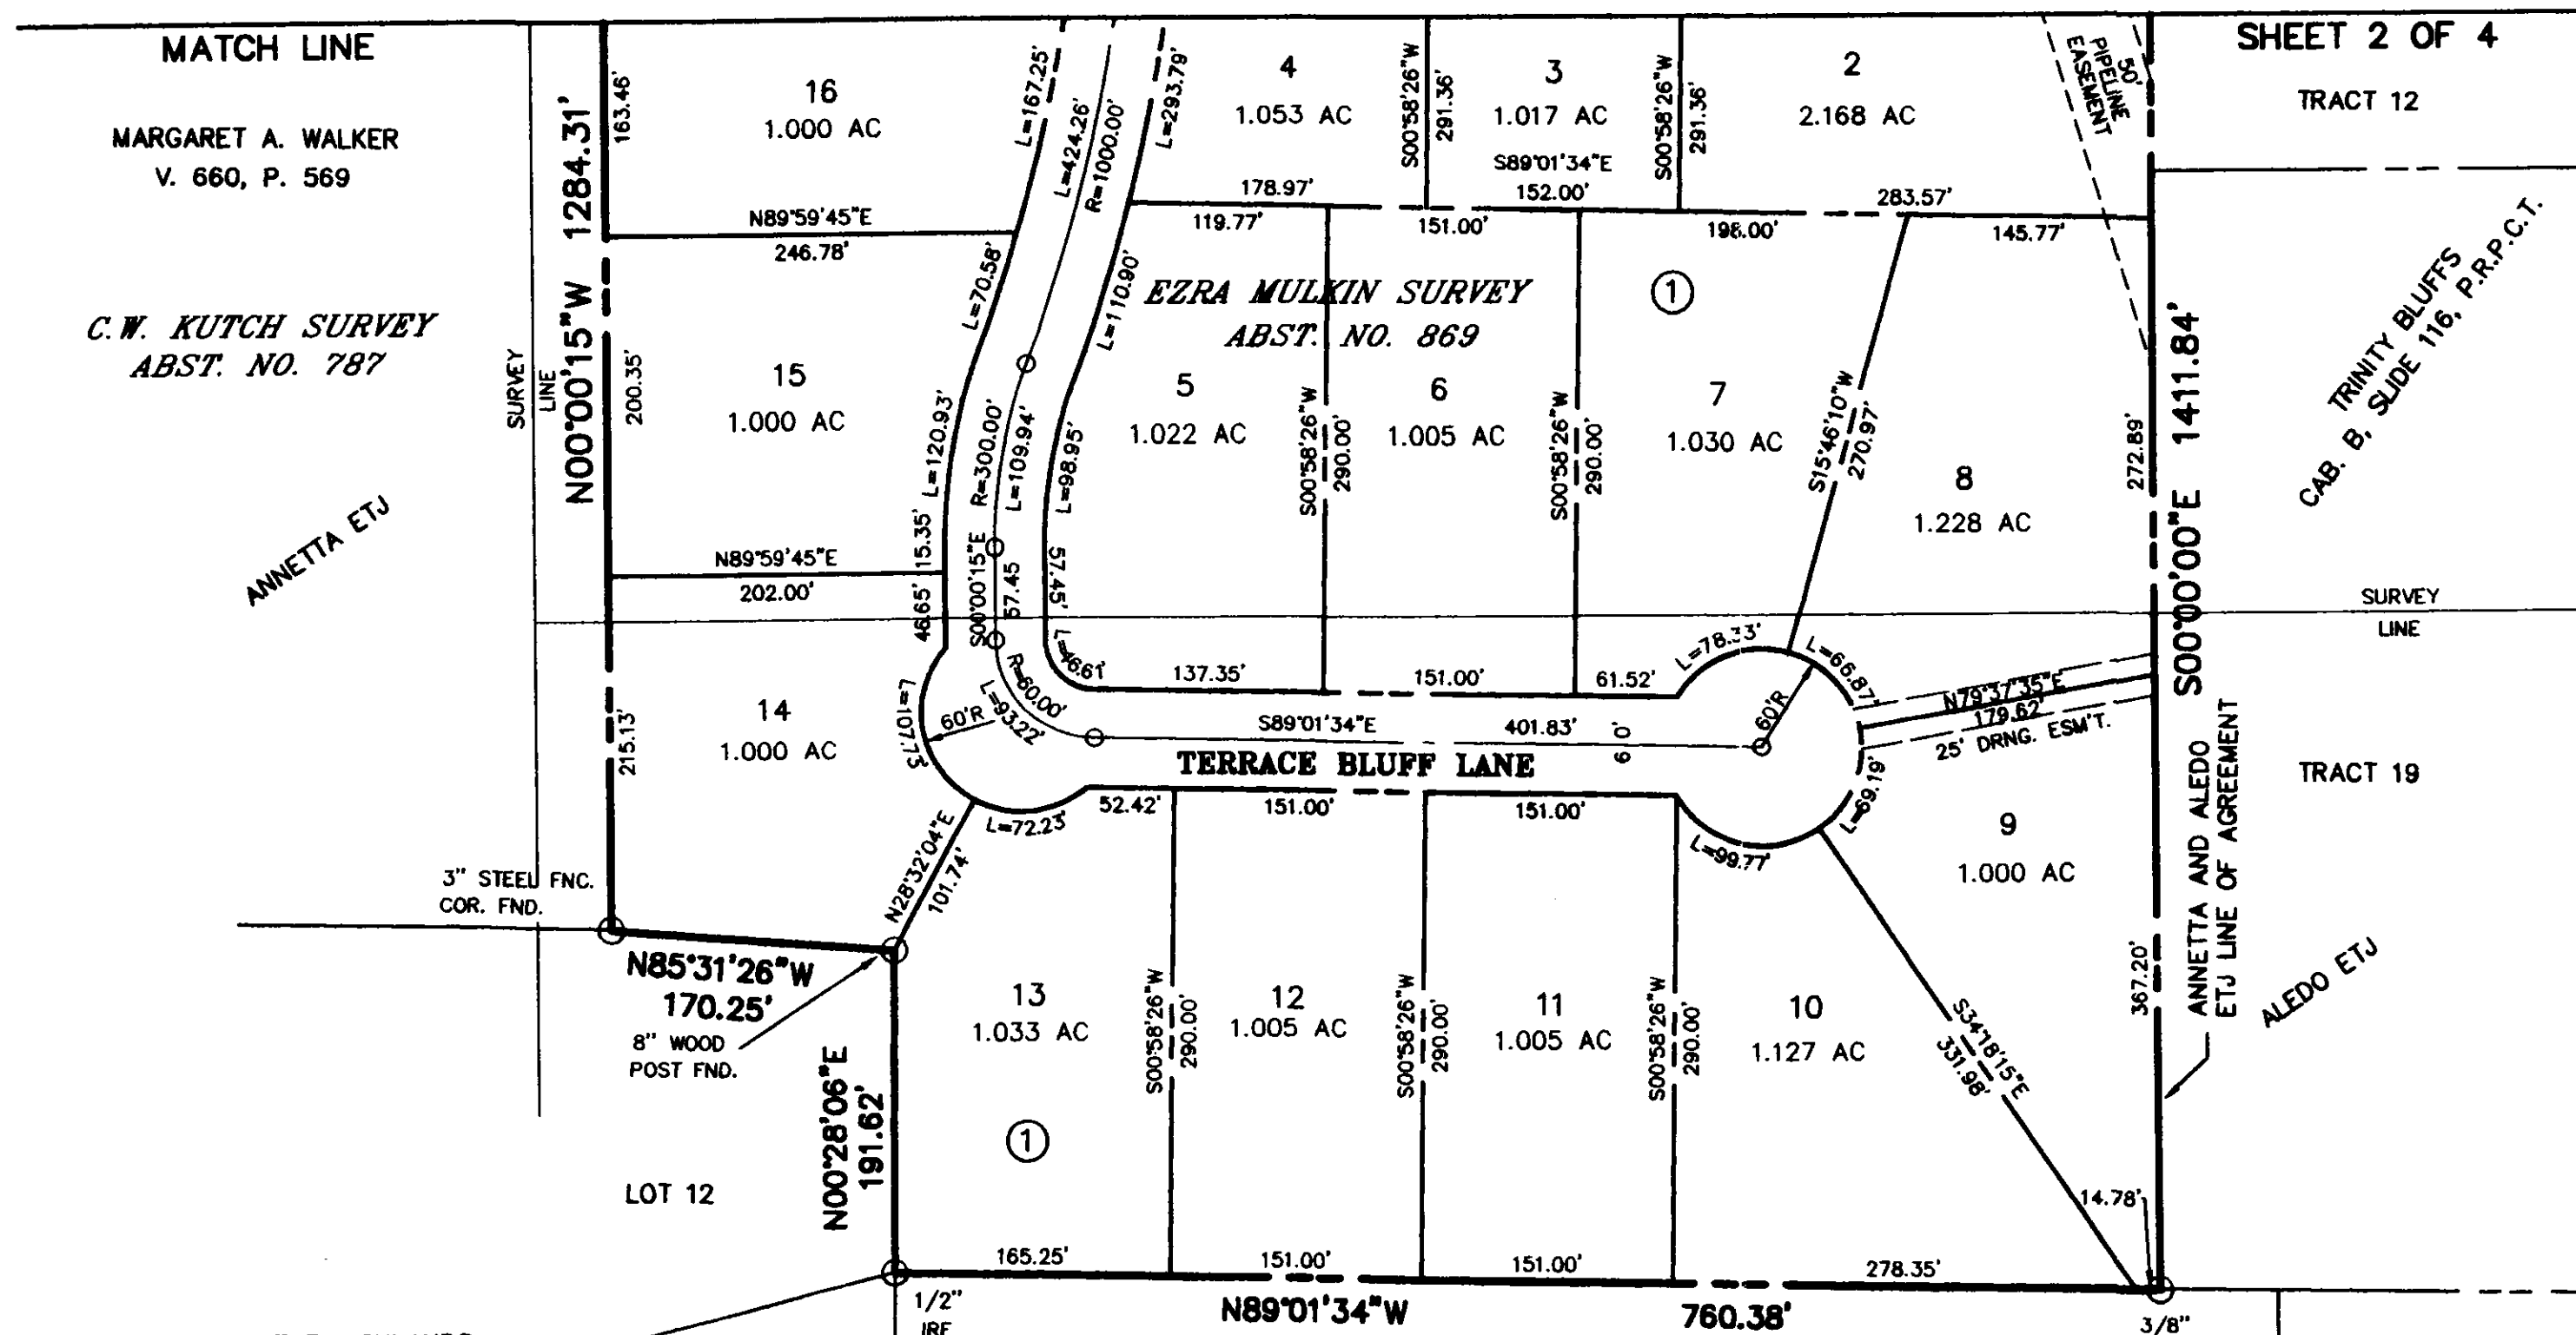 MATCH LINE
SHEET 2 OF 4
MARGARET A. WALKER
V. 660, P. 569
C.W. KUTCH SURVEY
ABST. NO. 787
ANNETTA ETJ
SURVEY
LINE
N00°00'15"W 1284.31'
163.46'
200.35'
215.13'
16
1.000 AC
N89°59'45"E
246.78'
15
1.000 AC
N89°59'45"E
202.00'
14
1.000 AC
L=167.25'
L=424.26'
R=1000.00'
L=293.79'
L=70.58'
L=110.90'
L=120.93'
R=300.00'
L=109.94'
L=98.95'
15.35'
46.65'
S00°00'15"E
57.45
57.45'
L=46.61'
R=60.00'
L=93.22'
60'R
L=107.73'
L=72.23'
4
1.053 AC
178.97'
S00°58'26"W
291.36'
3
1.017 AC
S89°01'34"E
152.00'
S00°58'26"W
291.36'
2
2.168 AC
283.57'
50'
PIPELINE
EASEMENT
TRACT 12
119.77'
151.00'
198.00'
145.77'
EZRA MULKIN SURVEY
ABST. NO. 869
1
5
1.022 AC
S00°58'26"W
290.00'
6
1.005 AC
S00°58'26"W
290.00'
7
1.030 AC
S15°46'10"W
270.97'
8
1.228 AC
272.89'
S00°00'00"E 1411.84'
TRINITY BLUFFS
CAB. B, SLIDE 116, P.R.P.C.T.
SURVEY
LINE
137.35'
151.00'
61.52'
L=78.33'
L=66.87'
60'R
N79°37'35"E
179.62'
25' DRNG. ESM'T.
S89°01'34"E
401.83'
TERRACE BLUFF LANE
52.42'
151.00'
151.00'
L=99.77'
L=69.19'
9
1.000 AC
TRACT 19
ANNETTA AND ALEDO
ETJ LINE OF AGREEMENT
ALEDO ETJ
367.20'
3" STEEL FNC.
COR. FND.
N28°32'04"E
101.74'
N85°31'26"W
170.25'
8" WOOD
POST FND.
N00°28'06"E
191.62'
LOT 12
13
1.033 AC
1
S00°58'26"W
290.00'
12
1.005 AC
S00°58'26"W
290.00'
11
1.005 AC
S00°58'26"W
290.00'
10
1.127 AC
S34°18'15"E
331.98'
14.78'
165.25'
151.00'
151.00'
278.35'
N89°01'34"W
760.38'
1/2"
IRF
3/8"